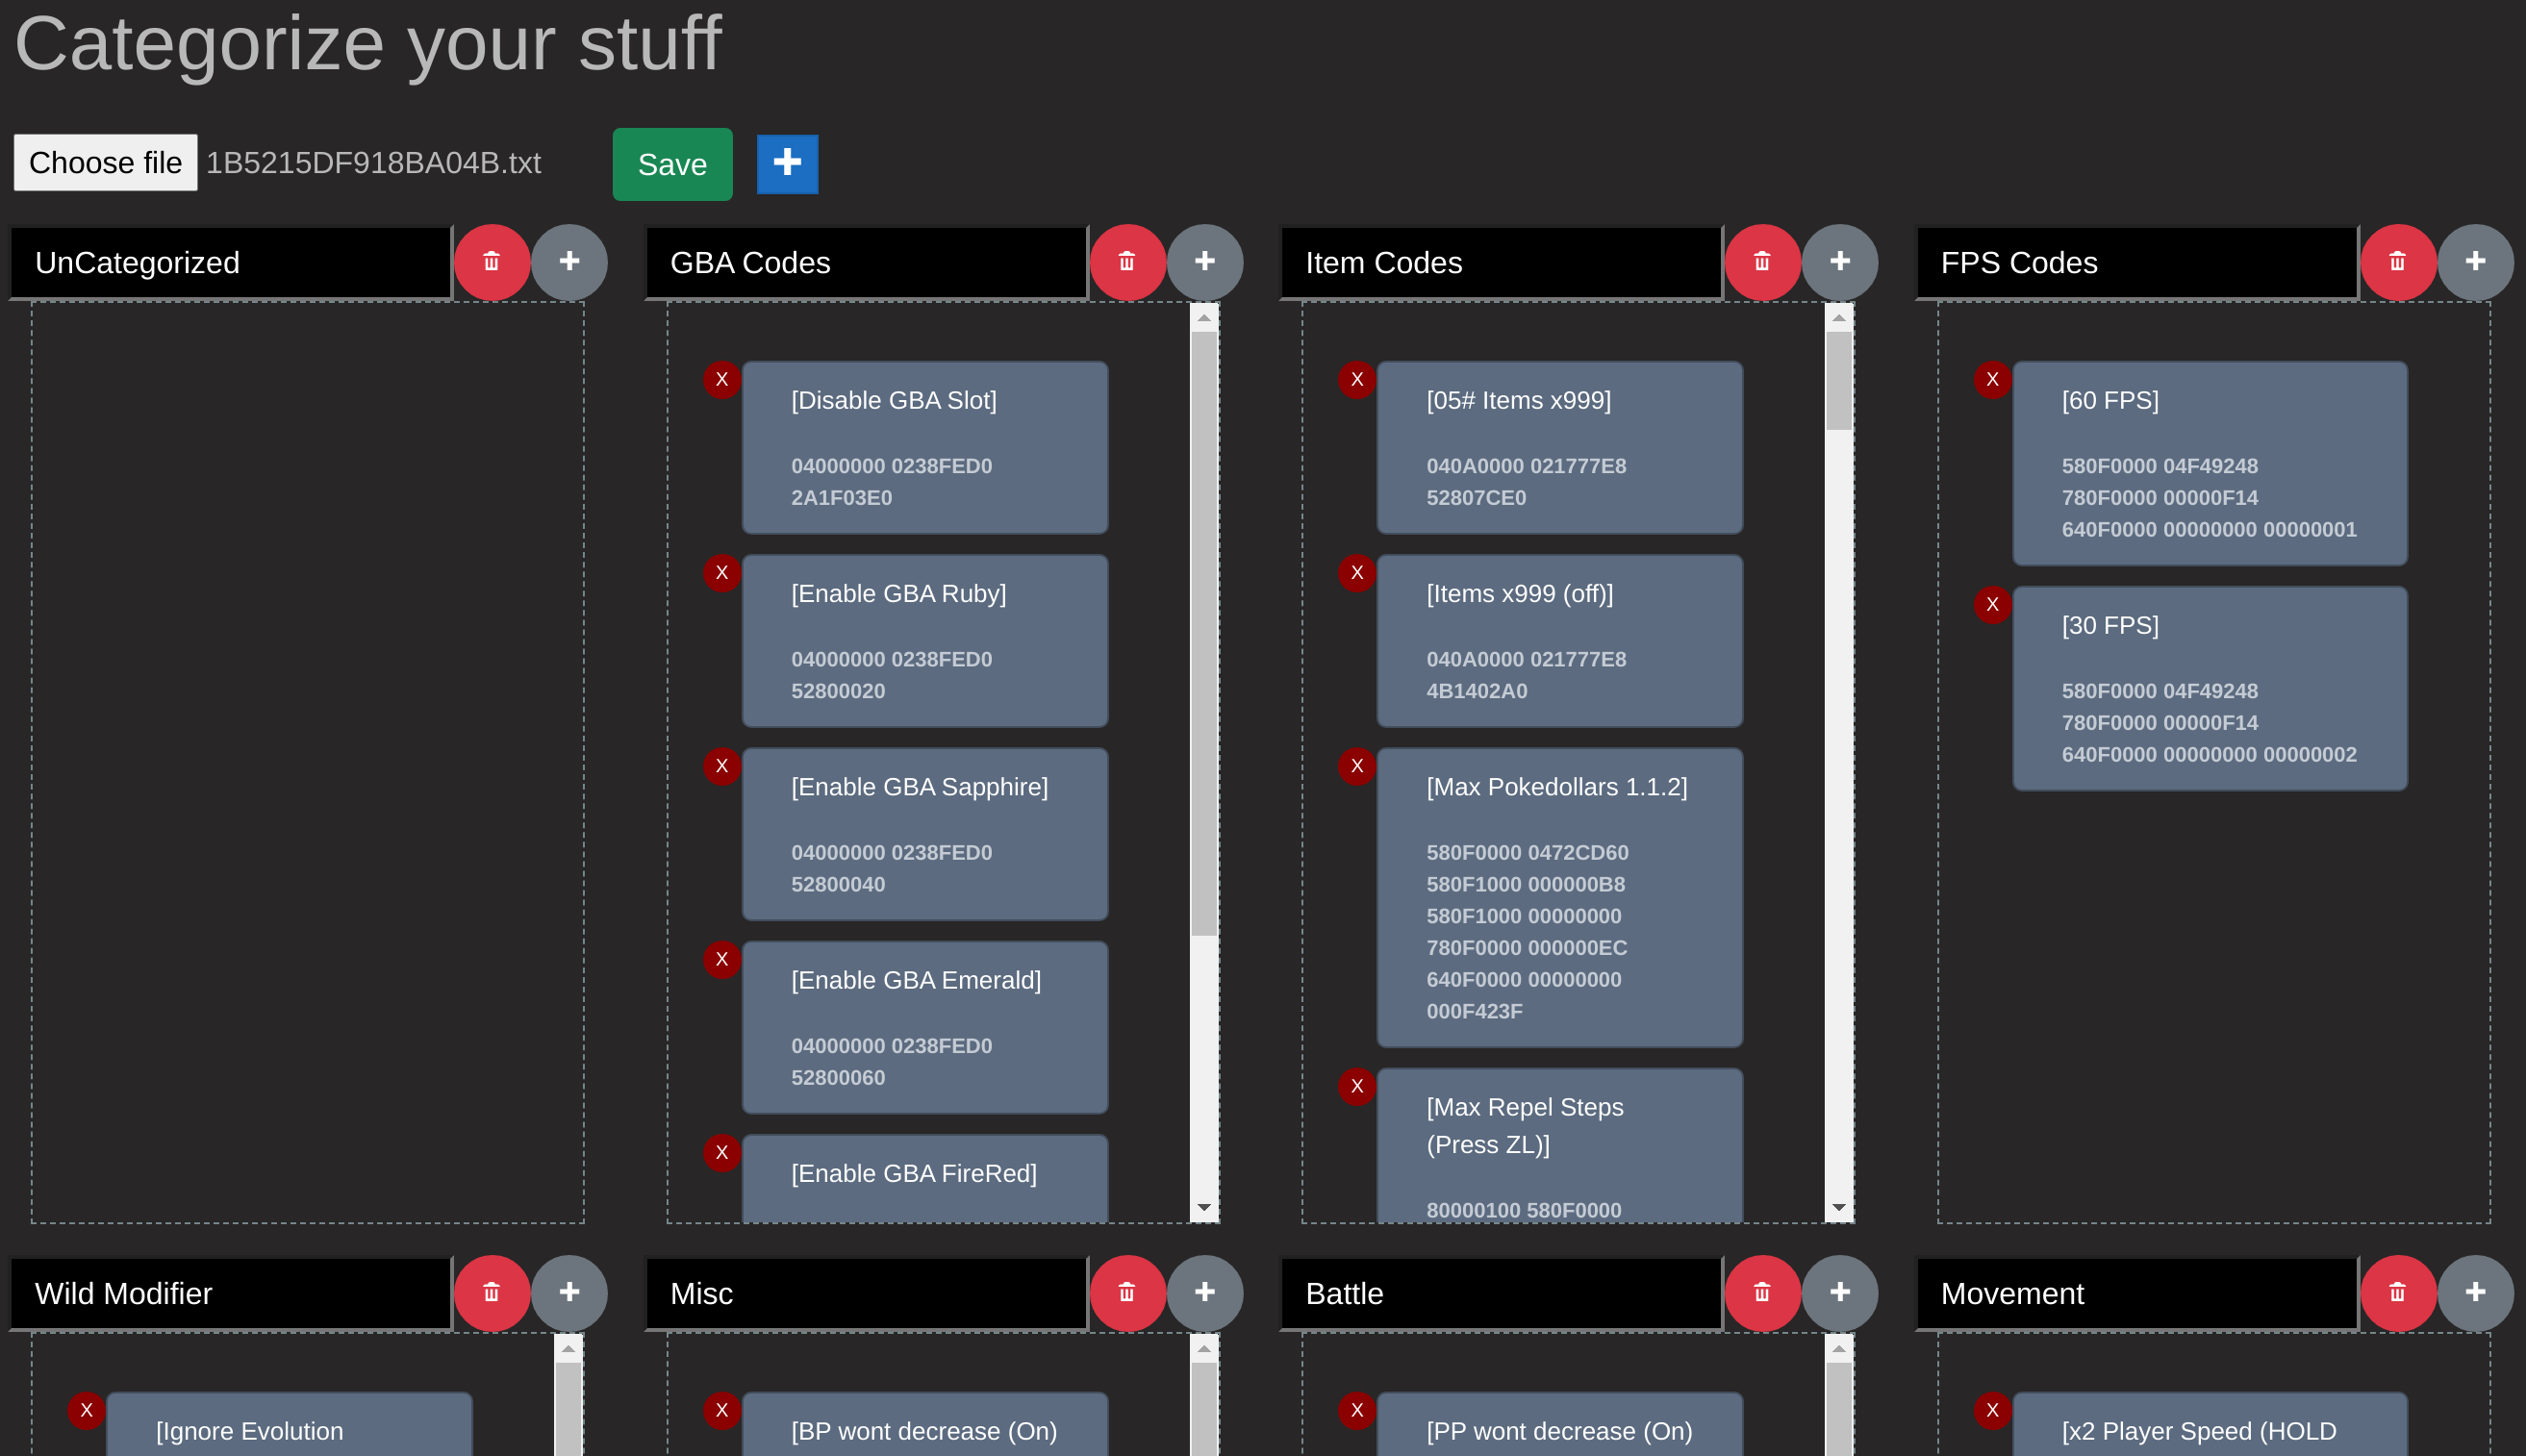 Categorize your stuff
Choose file 1B5215DF918BA04B.txt Save
UnCategorized
GBA Codes
X
[Disable GBA Slot]
04000000 0238FED0
2A1F03E0
X
[Enable GBA Ruby]
04000000 0238FED0
52800020
X
[Enable GBA Sapphire]
04000000 0238FED0
52800040
X
[Enable GBA Emerald]
04000000 0238FED0
52800060
X
[Enable GBA FireRed]
Item Codes
X
[05# Items x999]
040A0000 021777E8
52807CE0
X
[Items x999 (off)]
040A0000 021777E8
4B1402A0
X
[Max Pokedollars 1.1.2]
580F0000 0472CD60
580F1000 000000B8
580F1000 00000000
780F0000 000000EC
640F0000 00000000
000F423F
X
[Max Repel Steps
(Press ZL)]
80000100 580F0000
FPS Codes
X
[60 FPS]
580F0000 04F49248
780F0000 00000F14
640F0000 00000000 00000001
X
[30 FPS]
580F0000 04F49248
780F0000 00000F14
640F0000 00000000 00000002
Wild Modifier
X
[Ignore Evolution
Misc
X
[BP wont decrease (On)
Battle
X
[PP wont decrease (On)
Movement
X
[x2 Player Speed (HOLD